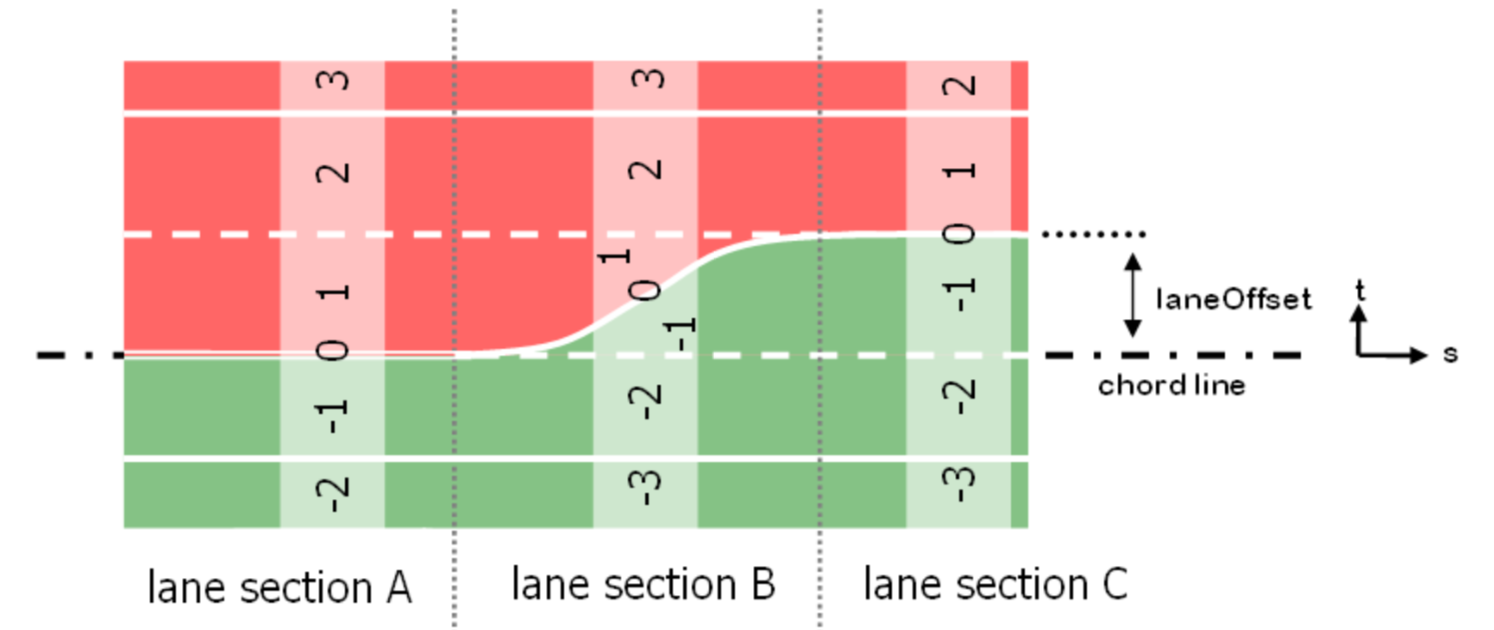 3
2
1
0
-1
-2
3
2
1
0
-1
-2
-3
2
1
0
-1
-2
-3
laneOffset
t
s
chord line
lane section A
lane section B
lane section C